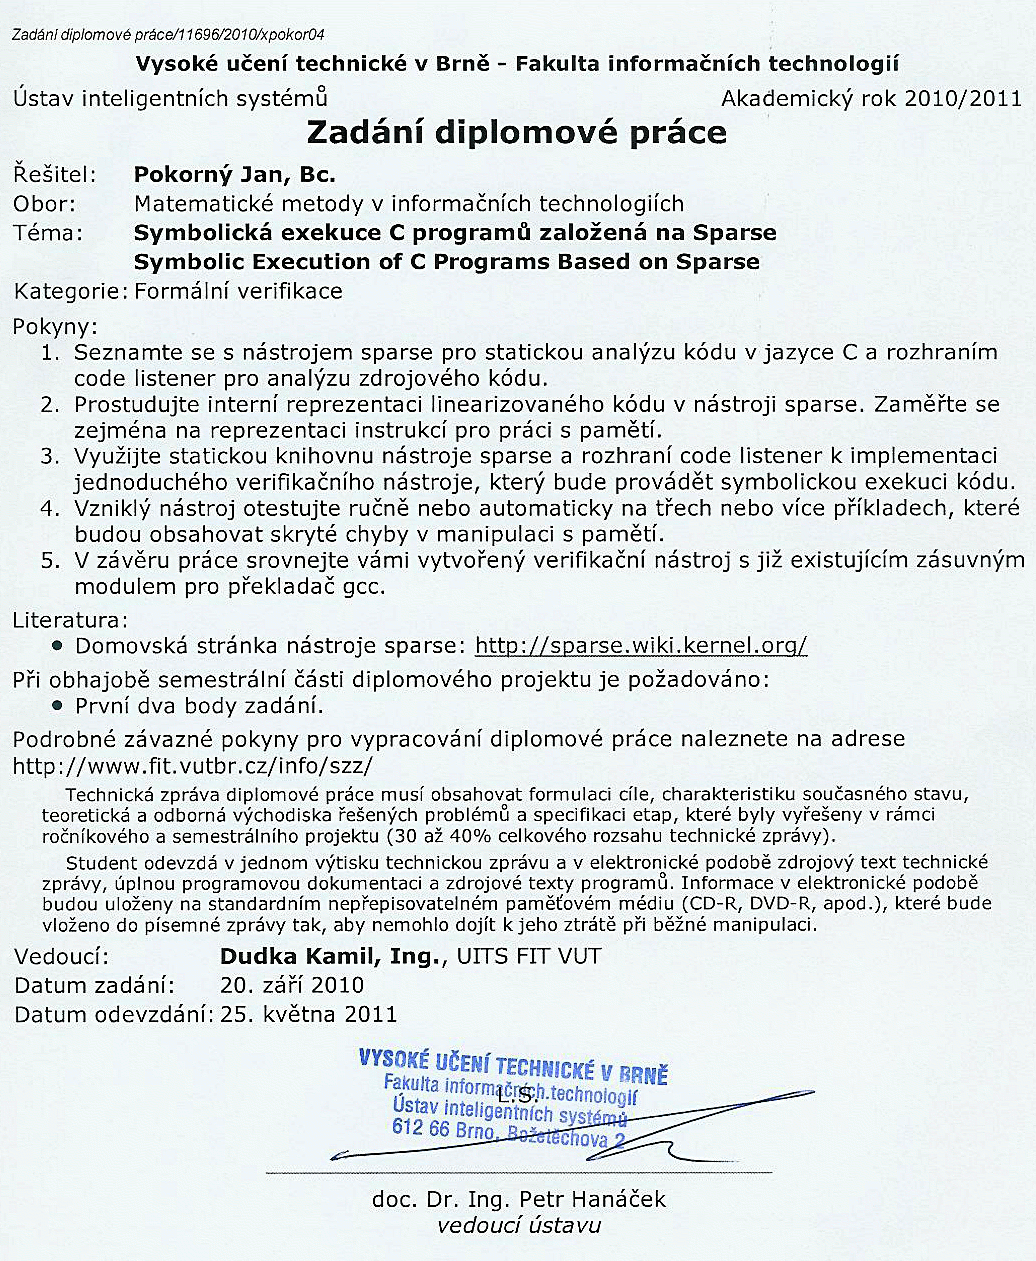 Zadání diplomové práce/11696/2010/xpokor04
Vysoké učení technické v Brně - Fakulta informačních technologií
Ústav inteligentních systémů Akademický rok 2010/2011
Zadání diplomové práce
Řešitel: Pokorný Jan, Bc.
Obor: Matematické metody v informačních technologiích
Téma: Symbolická exekuce C programů založená na Sparse
Symbolic Execution of C Programs Based on Sparse
Kategorie: Formální verifikace
Pokyny:
1. Seznamte se s nástrojem sparse pro statickou analýzu kódu v jazyce C a rozhraním
code listener pro analýzu zdrojového kódu.
2. Prostudujte interní reprezentaci linearizovaného kódu v nástroji sparse. Zaměřte se
zejména na reprezentaci instrukcí pro práci s pamětí.
3. Využijte statickou knihovnu nástroje sparse a rozhraní code listener k implementaci
jednoduchého verifikačního nástroje, který bude provádět symbolickou exekuci kódu.
4. Vzniklý nástroj otestujte ručně nebo automaticky na třech nebo více příkladech, které
budou obsahovat skryté chyby v manipulaci s pamětí.
5. V závěru práce srovnejte vámi vytvořený verifikační nástroj s již existujícím zásuvným
modulem pro překladač gcc.
Literatura:
• Domovská stránka nástroje sparse: http://sparse.wiki.kernel.org/
Při obhajobě semestrální části diplomového projektu je požadováno:
• První dva body zadání.
Podrobné závazné pokyny pro vypracování diplomové práce naleznete na adrese
http://www.fit.vutbr.cz/info/szz/
Technická zpráva diplomové práce musí obsahovat formulaci cíle, charakteristiku současného stavu,
teoretická a odborná východiska řešených problémů a specifikaci etap, které byly vyřešeny v rámci
ročníkového a semestrálního projektu (30 až 40% celkového rozsahu technické zprávy).
Student odevzdá v jednom výtisku technickou zprávu a v elektronické podobě zdrojový text technické
zprávy, úplnou programovou dokumentaci a zdrojové texty programů. Informace v elektronické podobě
budou uloženy na standardním nepřepisovatelném paměťovém médiu (CD-R, DVD-R, apod.), které bude
vloženo do písemné zprávy tak, aby nemohlo dojít k jeho ztrátě při běžné manipulaci.
Vedoucí: Dudka Kamil, Ing., UITS FIT VUT
Datum zadání: 20. září 2010
Datum odevzdání: 25. května 2011
VYSOKÉ UČENÍ TECHNICKÉ V BRNĚ
Fakulta informačních technologií
L.S.
Ústav inteligentních systémů
612 66 Brno, Božetěchova 2
doc. Dr. Ing. Petr Hanáček
vedoucí ústavu